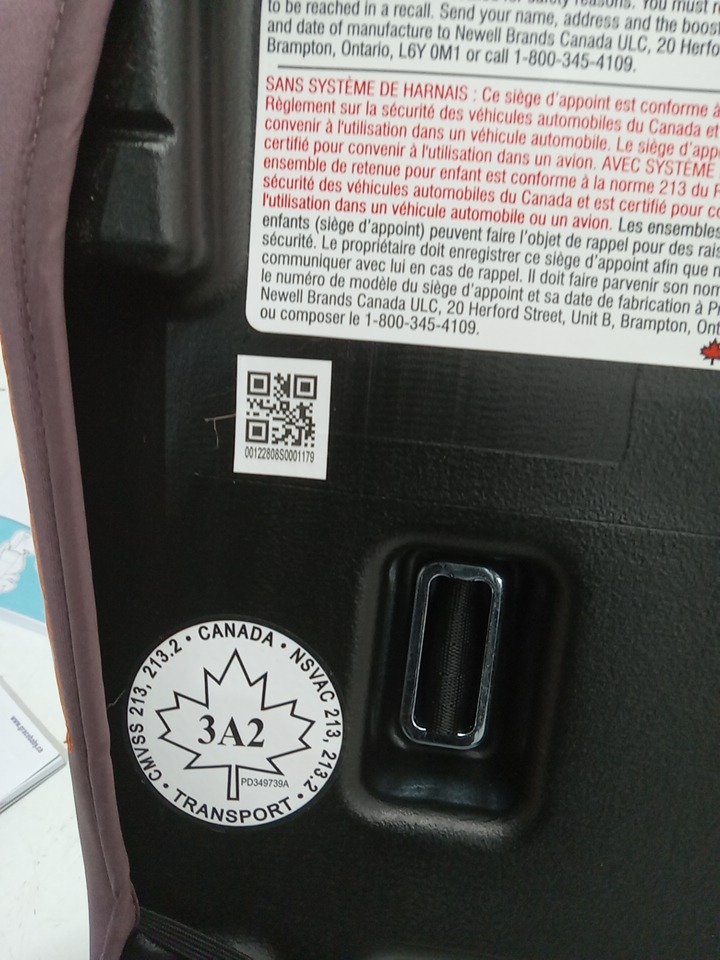 safety reasons. You must
to be reached in a recall. Send your name, address and the
and date of manufacture to Newell Brands Canada ULC, 20
Brampton, Ontario, L6Y 0M1 or call 1-800-345-4109.
SANS SYSTÈME DE HARNAIS : Ce siège d'appoint est conforme à
Règlement sur la sécurité des véhicules automobiles du Canada et
convenir à l'utilisation dans un véhicule automobile. Le siège
certifié pour convenir à l'utilisation dans un avion. AVEC SYSTÈME
ensemble de retenue pour enfant est conforme à la norme 213 du
sécurité des véhicules automobiles du Canada et est certifié pour
l'utilisation dans un véhicule automobile ou un avion. Les ensembles
enfants (siège d'appoint) peuvent faire l'objet de rappel pour des
sécurité. Le propriétaire doit enregistrer ce siège d'appoint afin que
communiquer avec lui en cas de rappel. Il doit faire parvenir son
le numéro de modèle du siège d'appoint et sa date de fabrication à
Newell Brands Canada ULC, 20 Herford Street, Unit B, Brampton,
ou composer le 1-800-345-4109.
00122808S0001179
CANADA • NSVAC 213, 213.2 • TRANSPORT • CMVSS 213, 213.2 •
3A2
PD349739A
www.gracobaby.ca